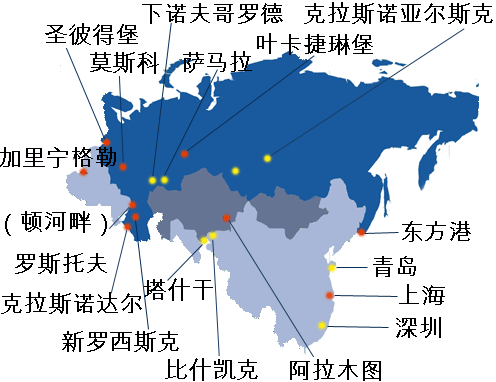 下诺夫哥罗德
克拉斯诺亚尔斯克
圣彼得堡
叶卡捷琳堡
莫斯科
萨马拉
加里宁格勒
(顿河畔)
东方港
罗斯托夫
青岛
塔什干
克拉斯诺达尔
上海
新罗西斯克
深圳
比什凯克
阿拉木图